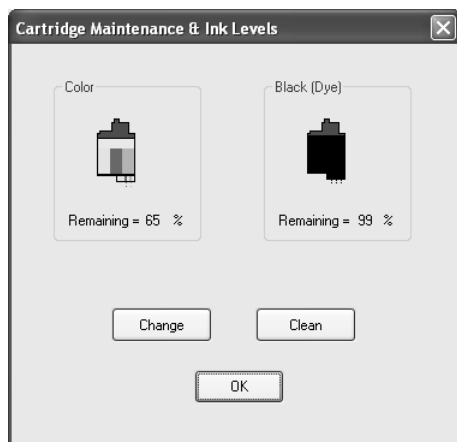 Cartridge Maintenance & Ink Levels
Color
Black (Dye)
Remaining = 65 %
Remaining = 99 %
Change
Clean
OK